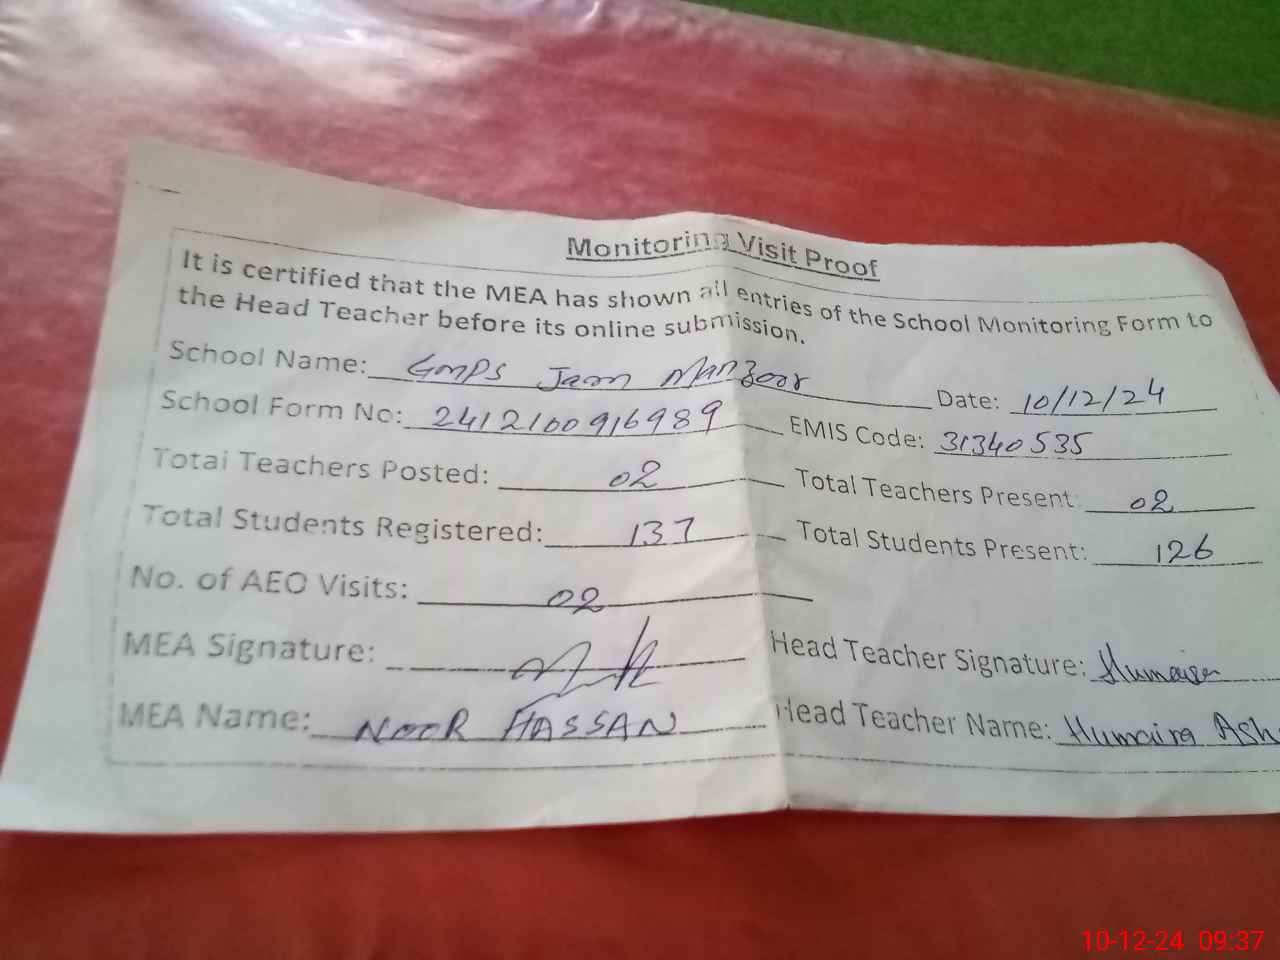 Monitoring Visit Proof
It is certified that the MEA has shown all entries of the School Monitoring Form to
the Head Teacher before its online submission.
School Name: GMPS Jam Manzoor Date: 10/12/24
School Form No: 2412100916989 EMIS Code: 31340535
Total Teachers Posted: 02 Total Teachers Present: 02
Total Students Registered: 137 Total Students Present: 126
No. of AEO Visits: 02
MEA Signature: Head Teacher Signature: Humaira
MEA Name: NOOR HASSAN Head Teacher Name: Humaira Ash
10-12-24 09:37